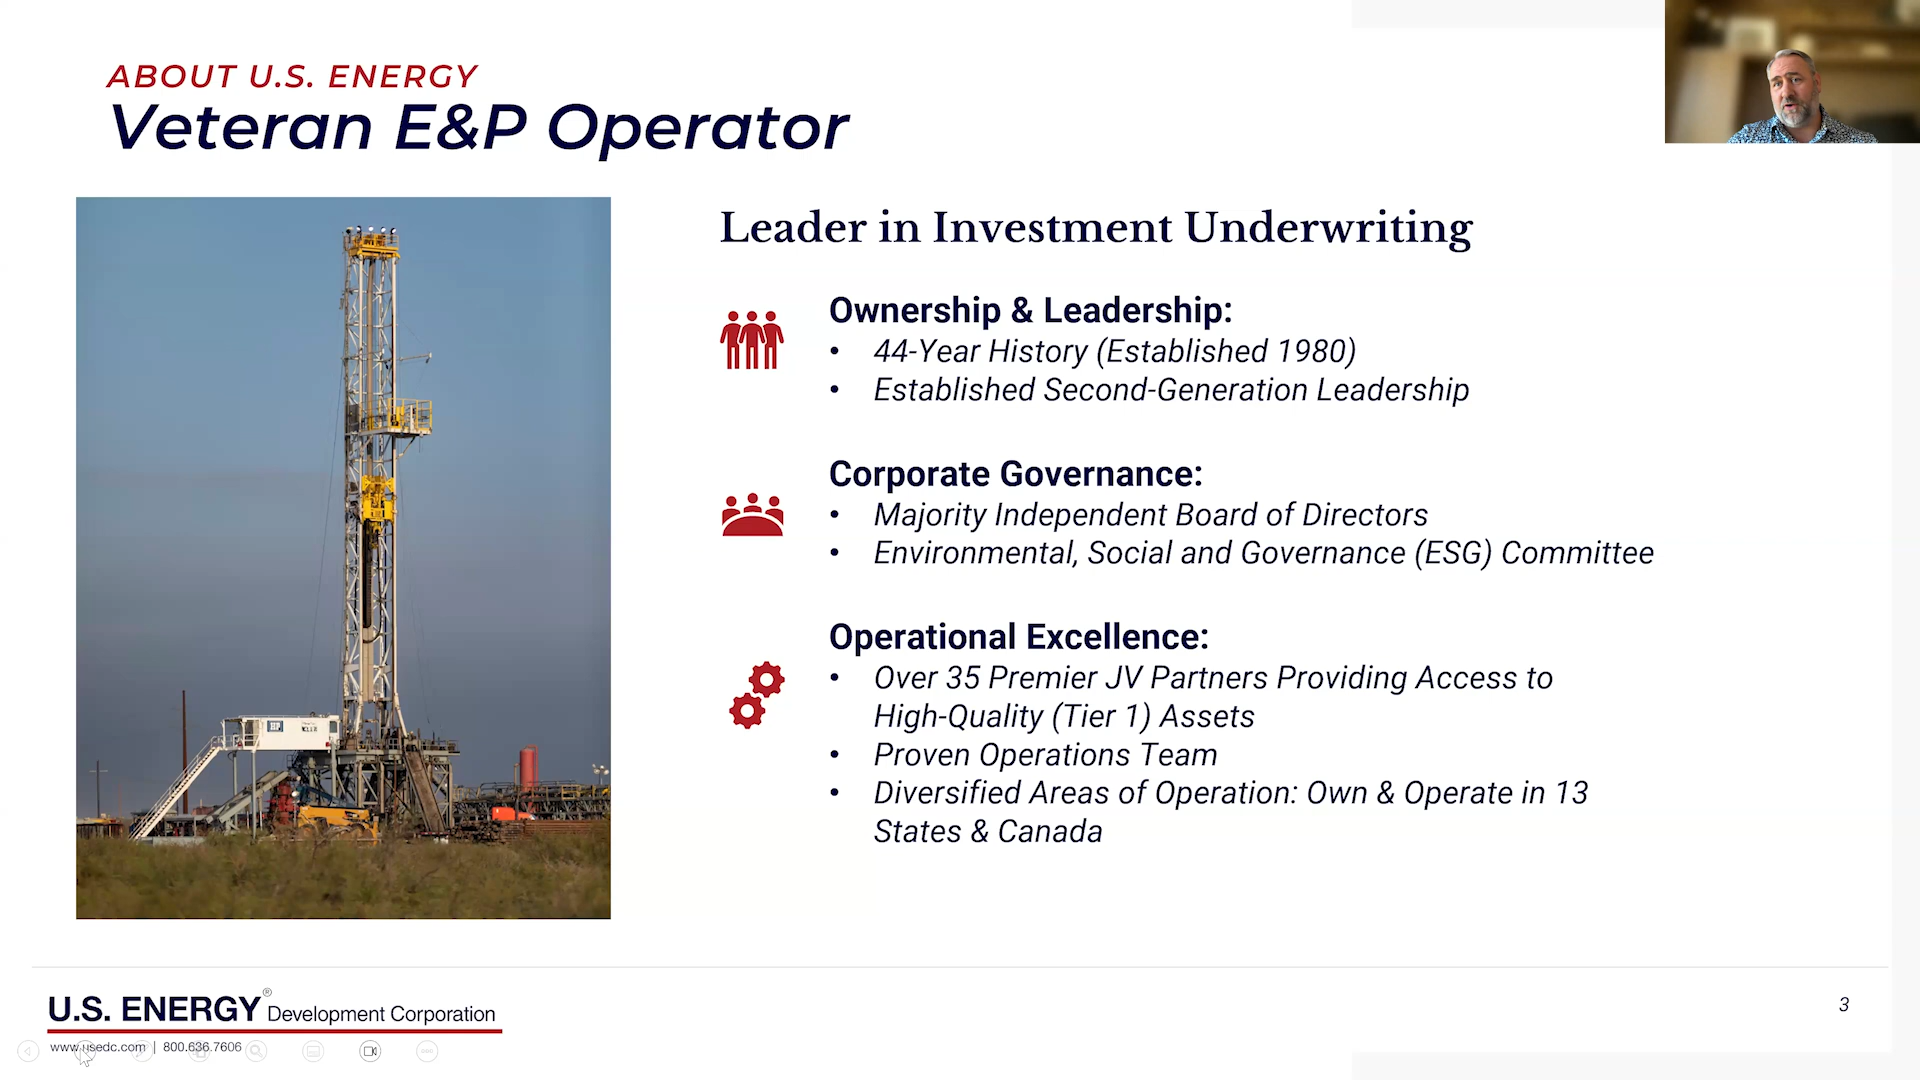 ABOUT U.S. ENERGY
Veteran E&P Operator
Leader in Investment Underwriting
Ownership & Leadership:
• 44-Year History (Established 1980)
• Established Second-Generation Leadership
Corporate Governance:
• Majority Independent Board of Directors
• Environmental, Social and Governance (ESG) Committee
Operational Excellence:
• Over 35 Premier JV Partners Providing Access to
High-Quality (Tier 1) Assets
• Proven Operations Team
• Diversified Areas of Operation: Own & Operate in 13
States & Canada
U.S. ENERGY® Development Corporation
www.usedc.com | 800.636.7606
3